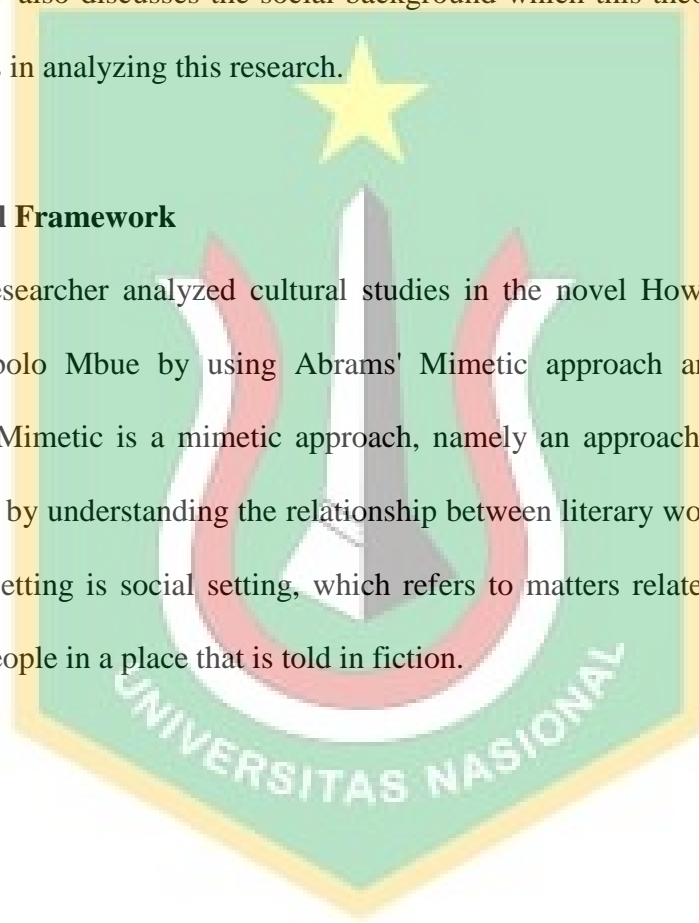 also discusses the social background which this theo
in analyzing this research.
Framework
searcher analyzed cultural studies in the novel How
bolo Mbue by using Abrams' Mimetic approach a
Mimetic is a mimetic approach, namely an approach
by understanding the relationship between literary wo
etting is social setting, which refers to matters relate
eople in a place that is told in fiction.
UNIVERSITAS NASIONAL